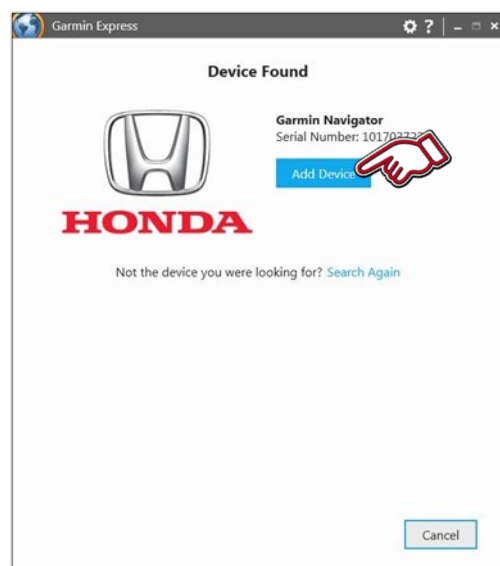 Garmin Express
Device Found
Garmin Navigator
Serial Number:
Add Device
HONDA
Not the device you were looking for? Search Again
Cancel